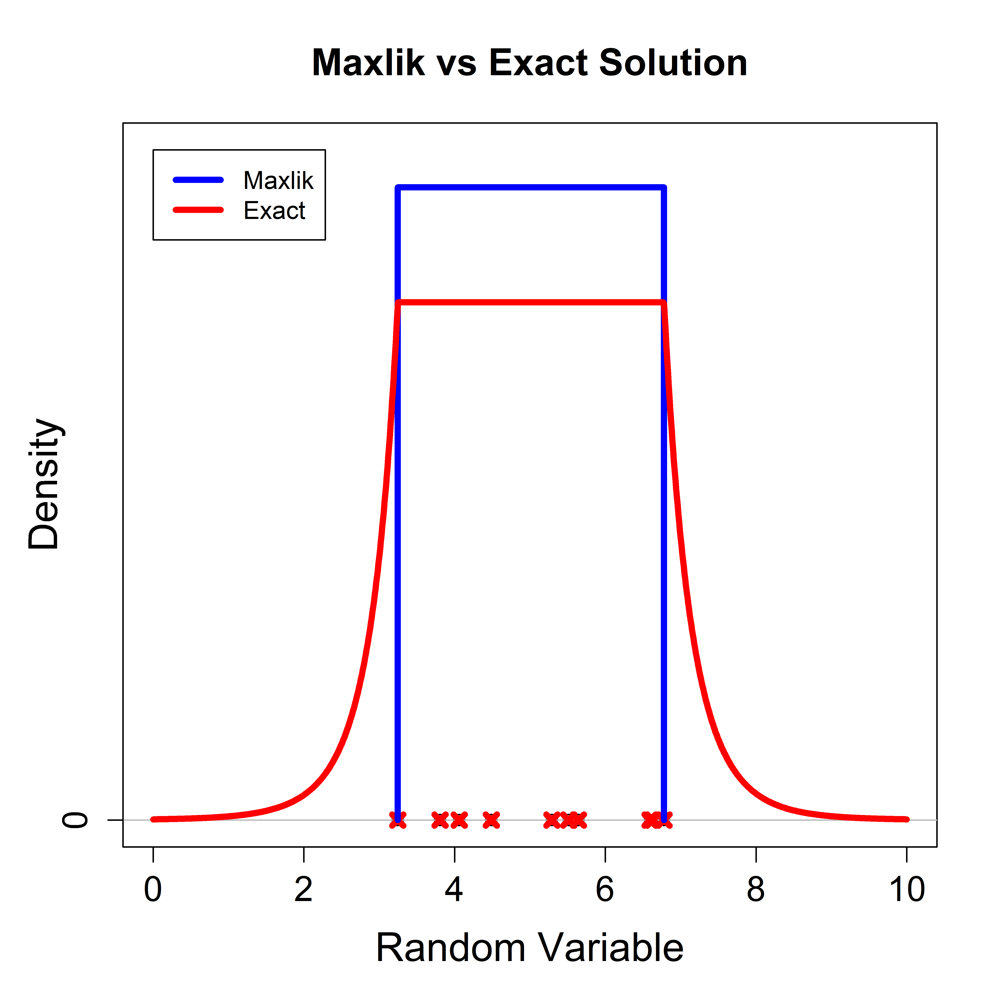 Maxlik vs Exact Solution
Maxlik
Exact
Density
0
0 2 4 6 8 10
Random Variable